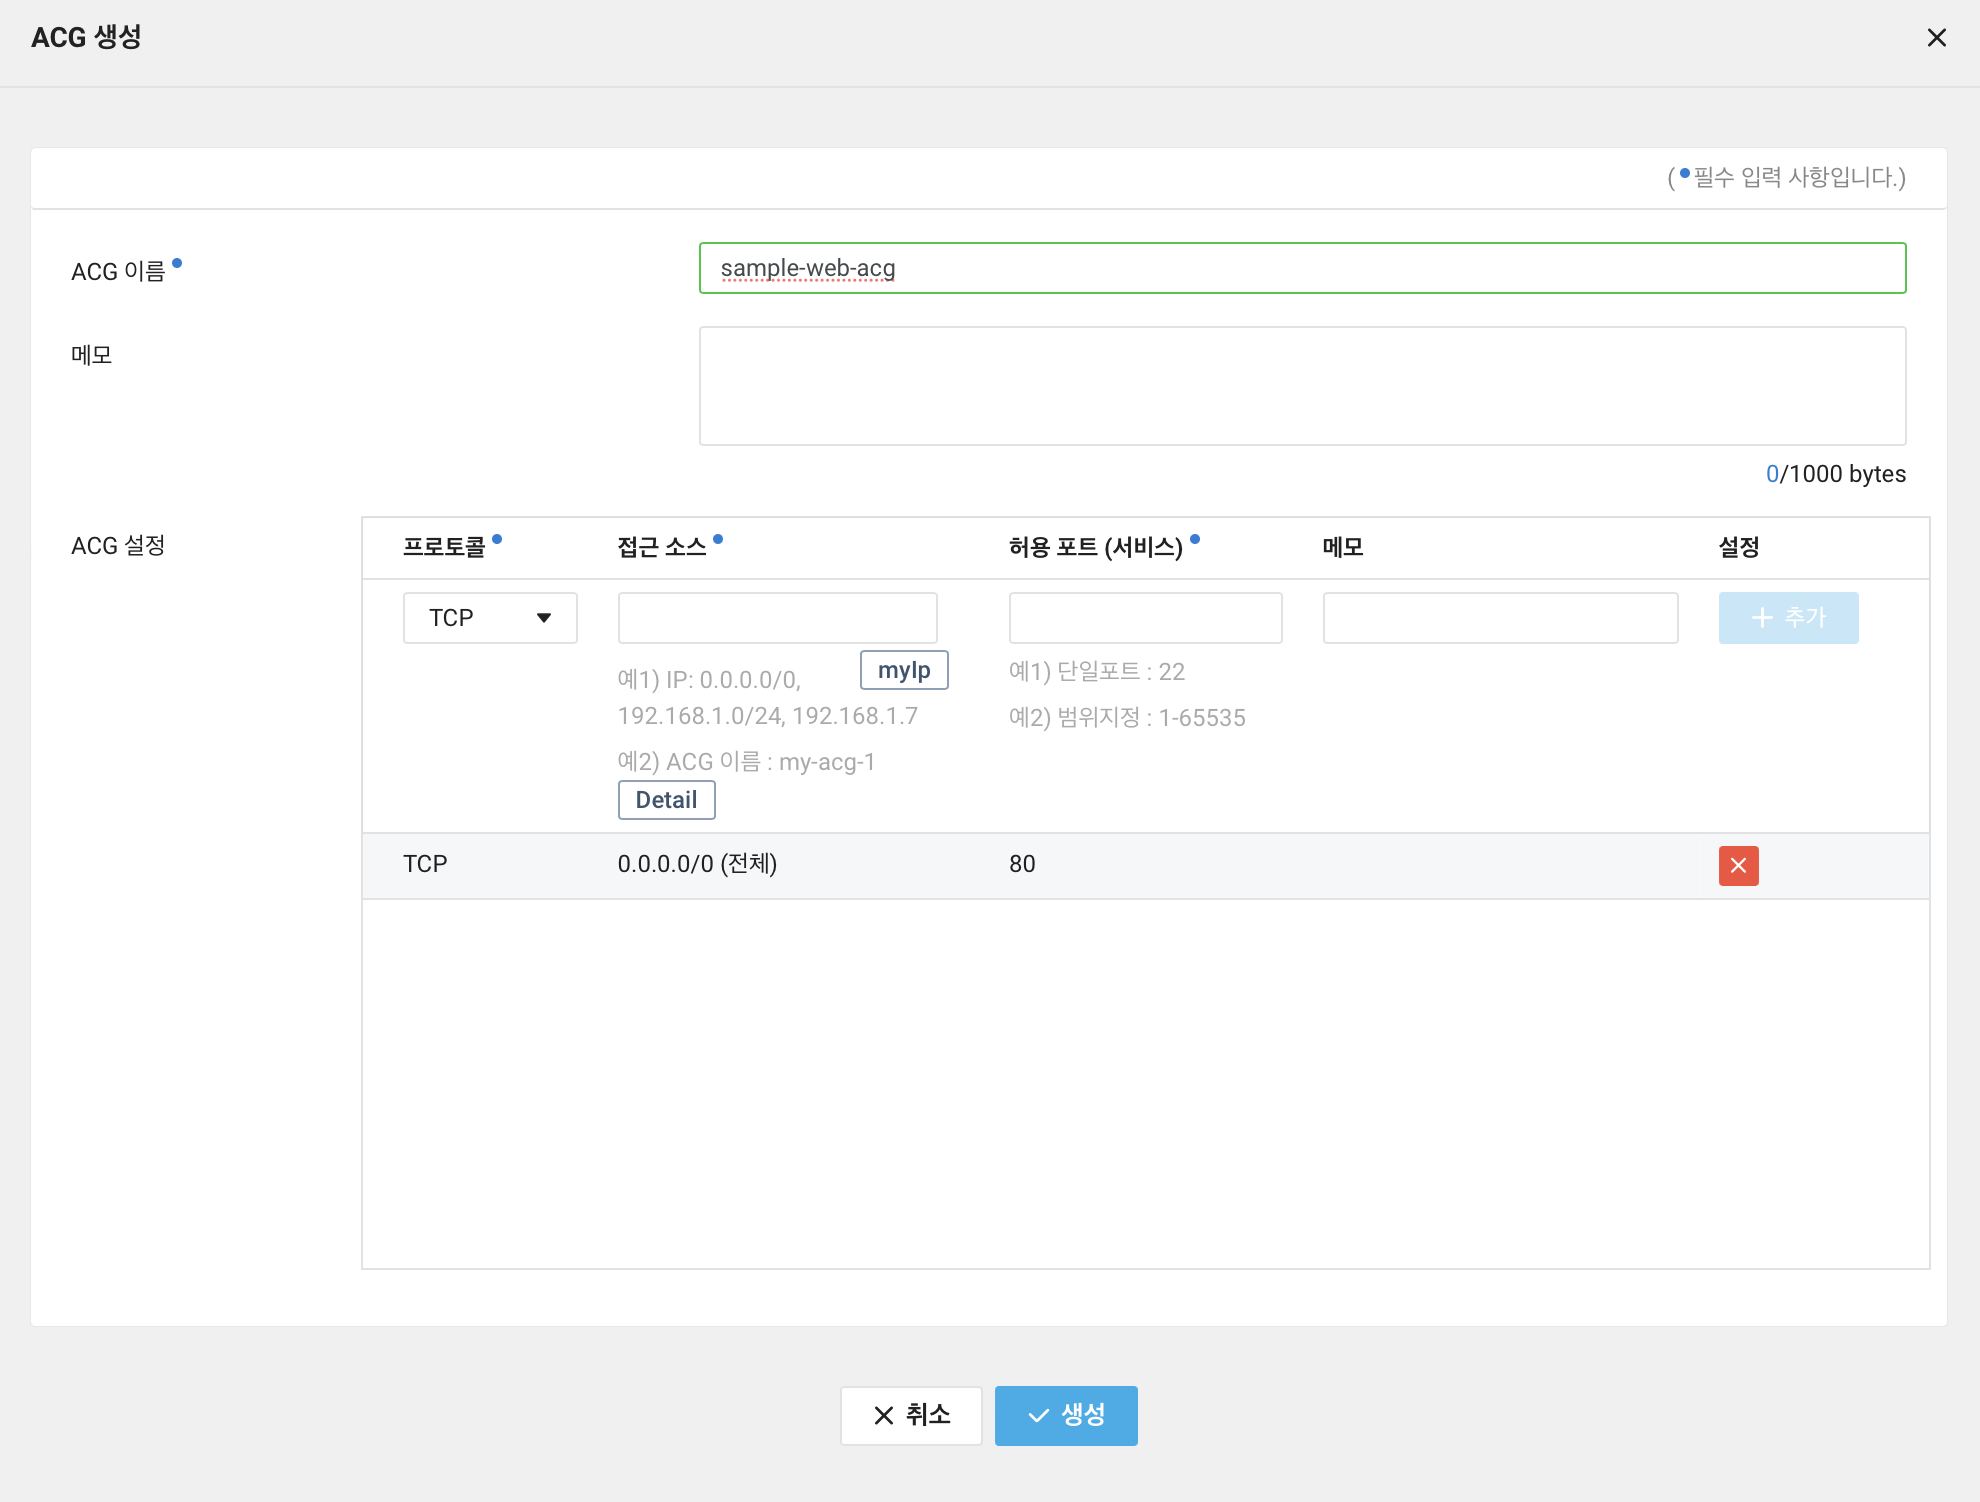 ACG 생성
( 필수 입력 사항입니다.)
ACG 이름
sample-web-acg
메모
0/1000 bytes
ACG 설정
프로토콜 접근 소스 허용 포트 (서비스) 메모 설정
TCP 추가
예1) IP: 0.0.0.0/0, myIp 예1) 단일포트 : 22
192.168.1.0/24, 192.168.1.7 예2) 범위지정 : 1-65535
예2) ACG 이름 : my-acg-1
Detail
TCP 0.0.0.0/0 (전체) 80
취소 생성